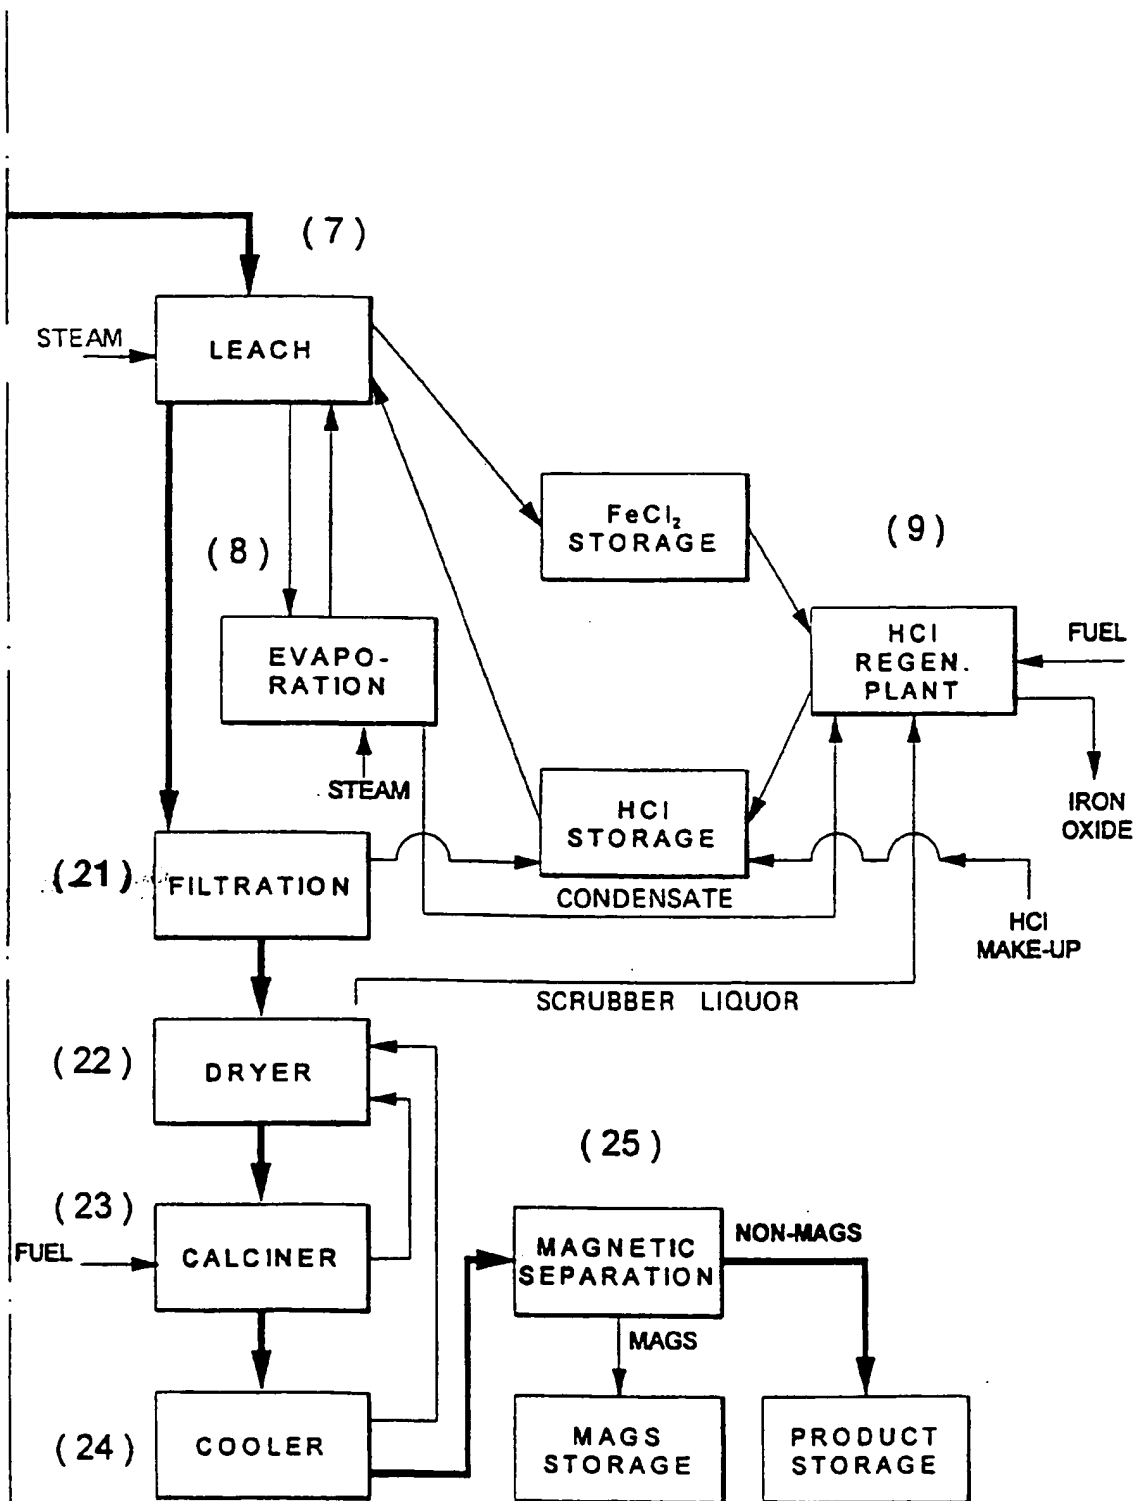 (7)
STEAM
LEACH
FeCl₂
STORAGE
(9)
(8)
EVAPO-
RATION
HCl
REGEN.
PLANT
FUEL
STEAM
HCl
STORAGE
IRON
OXIDE
(21)
FILTRATION
CONDENSATE
HCl
MAKE-UP
SCRUBBER LIQUOR
(22)
DRYER
(25)
(23)
FUEL
CALCINER
MAGNETIC
SEPARATION
NON-MAGS
MAGS
(24)
COOLER
MAGS
STORAGE
PRODUCT
STORAGE